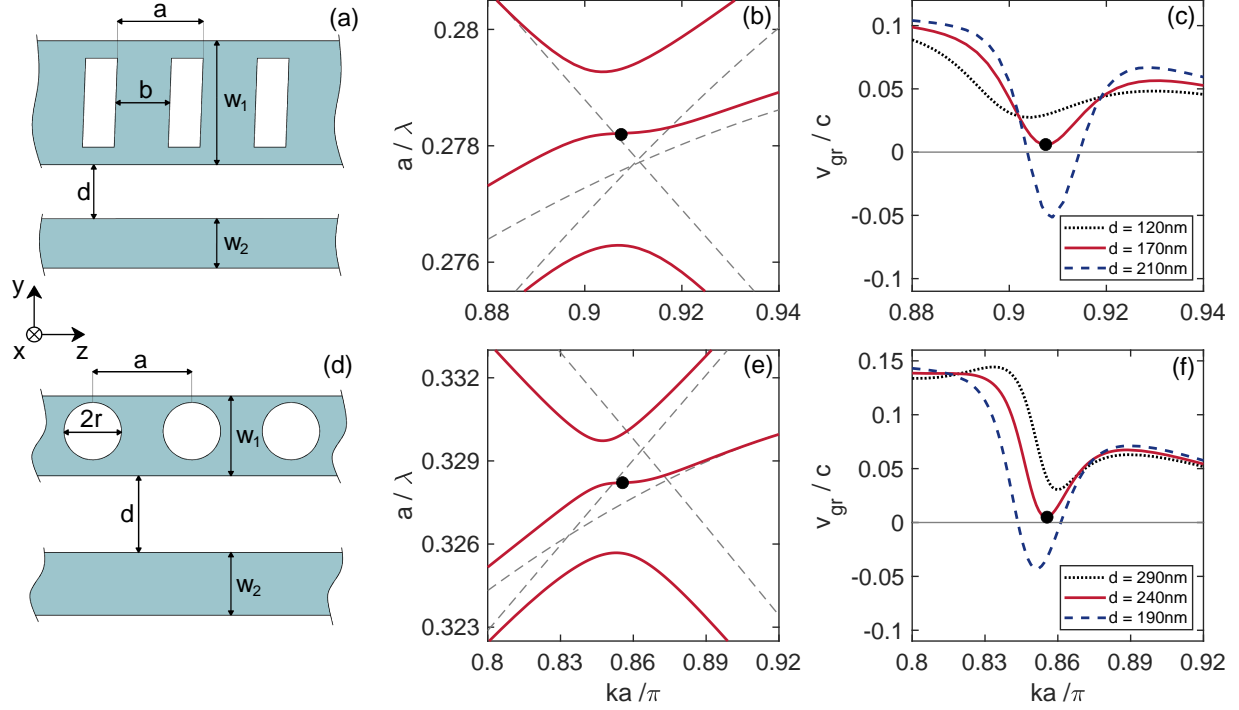 (a)
a
b
w1
d
w2
y
x
z
(b)
0.28
0.278
0.276
0.88
0.9
0.92
0.94
a / λ
(c)
0.1
0.05
0
-0.05
-0.1
0.88
0.9
0.92
0.94
vgr / c
d = 120nm
d = 170nm
d = 210nm
(d)
a
2r
w1
d
w2
(e)
0.332
0.329
0.326
0.323
0.8
0.83
0.86
0.89
0.92
a / λ
ka /π
(f)
0.15
0.1
0.05
0
-0.05
-0.1
0.8
0.83
0.86
0.89
0.92
vgr / c
ka /π
d = 290nm
d = 240nm
d = 190nm